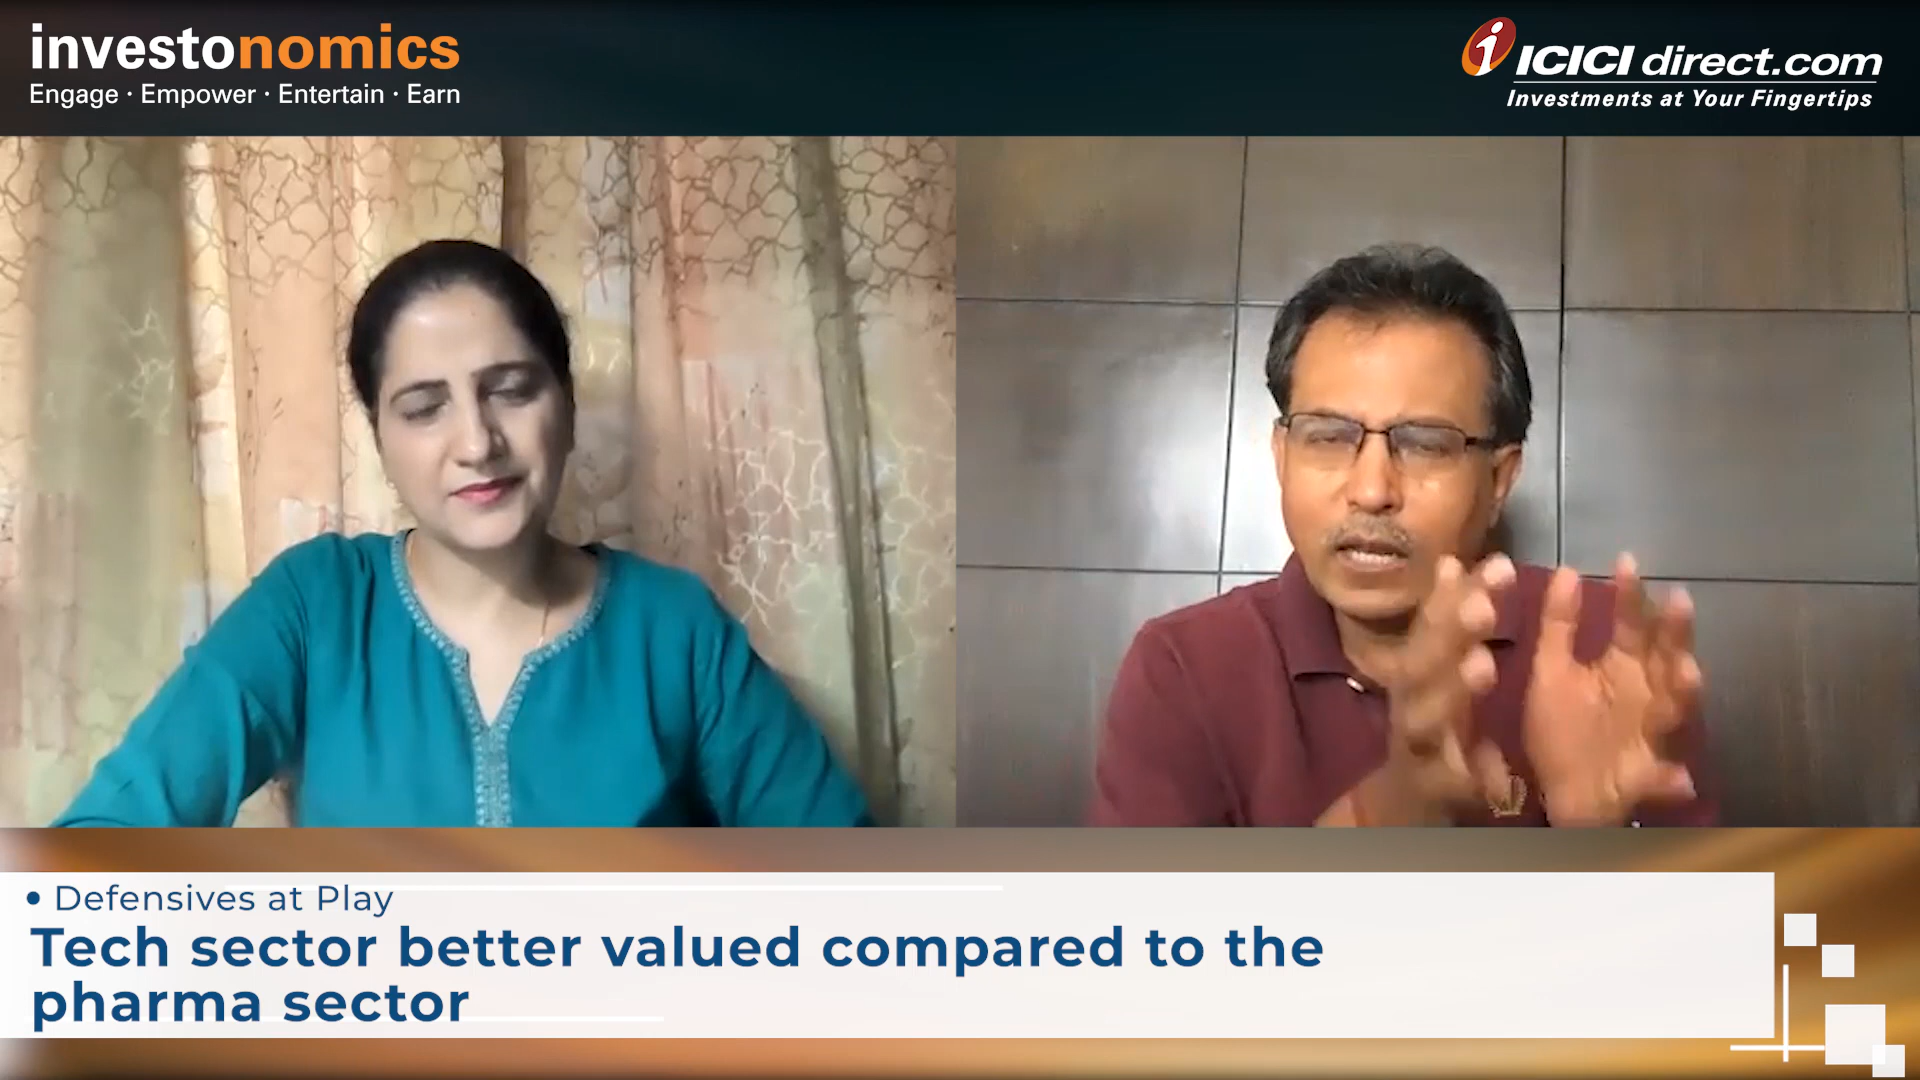 investonomics
Engage · Empower · Entertain · Earn
i ICICI direct.com
Investments at Your Fingertips
• Defensives at Play
Tech sector better valued compared to the
pharma sector